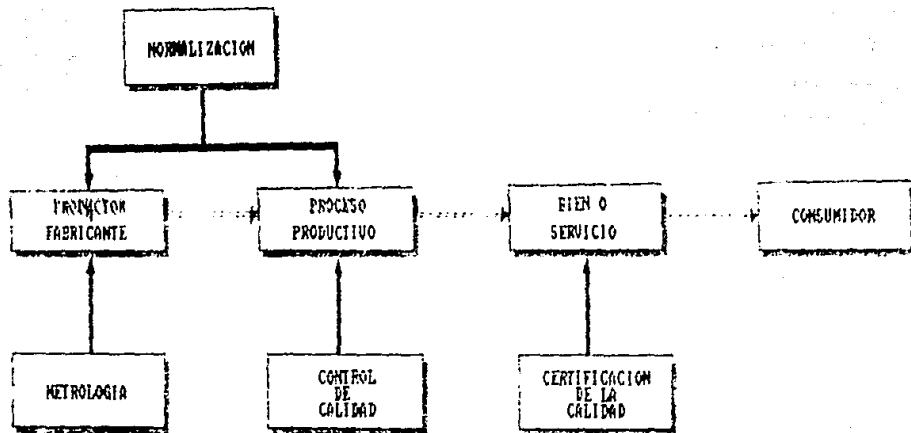 NORMALIZACION
PRODUCTOR
FABRICANTE
PROCESO
PRODUCTIVO
BIEN O
SERVICIO
CONSUMIDOR
METROLOGIA
CONTROL
DE
CALIDAD
CERTIFICACION
DE LA
CALIDAD